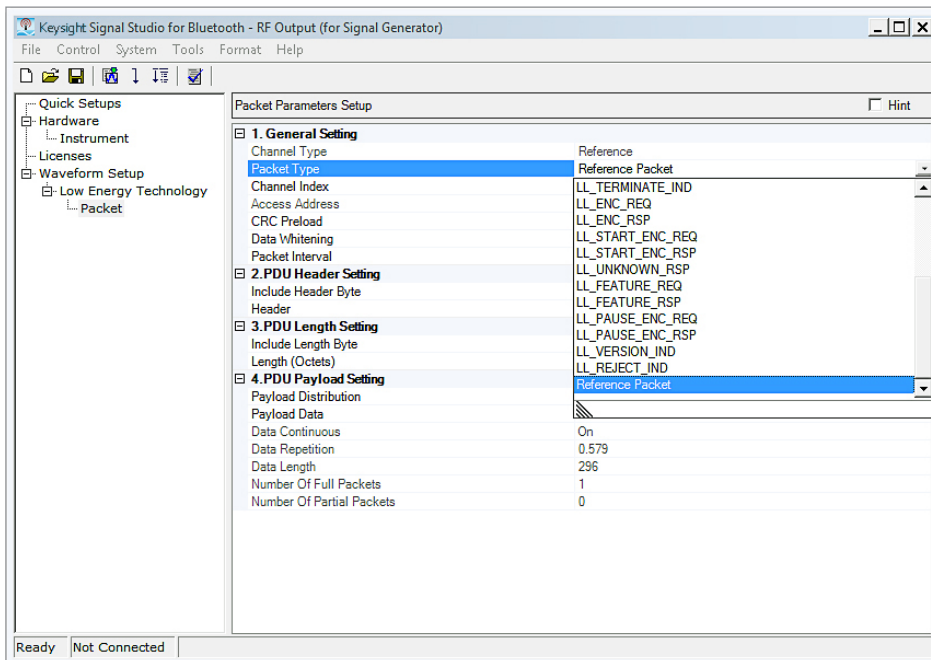 Keysight Signal Studio for Bluetooth - RF Output (for Signal Generator)
File Control System Tools Format Help
Quick Setups
Hardware
Instrument
Licenses
Waveform Setup
Low Energy Technology
Packet
Packet Parameters Setup
Hint
1. General Setting
Channel Type Reference
Packet Type Reference Packet
Channel Index
Access Address
CRC Preload
Data Whitening
Packet Interval
2.PDU Header Setting
Include Header Byte
Header
3.PDU Length Setting
Include Length Byte
Length (Octets)
4.PDU Payload Setting
Payload Distribution
Payload Data
LL_TERMINATE_IND
LL_ENC_REQ
LL_ENC_RSP
LL_START_ENC_REQ
LL_START_ENC_RSP
LL_UNKNOWN_RSP
LL_FEATURE_REQ
LL_FEATURE_RSP
LL_PAUSE_ENC_REQ
LL_PAUSE_ENC_RSP
LL_VERSION_IND
LL_REJECT_IND
Reference Packet
Data Continuous On
Data Repetition 0.579
Data Length 296
Number Of Full Packets 1
Number Of Partial Packets 0
Ready Not Connected